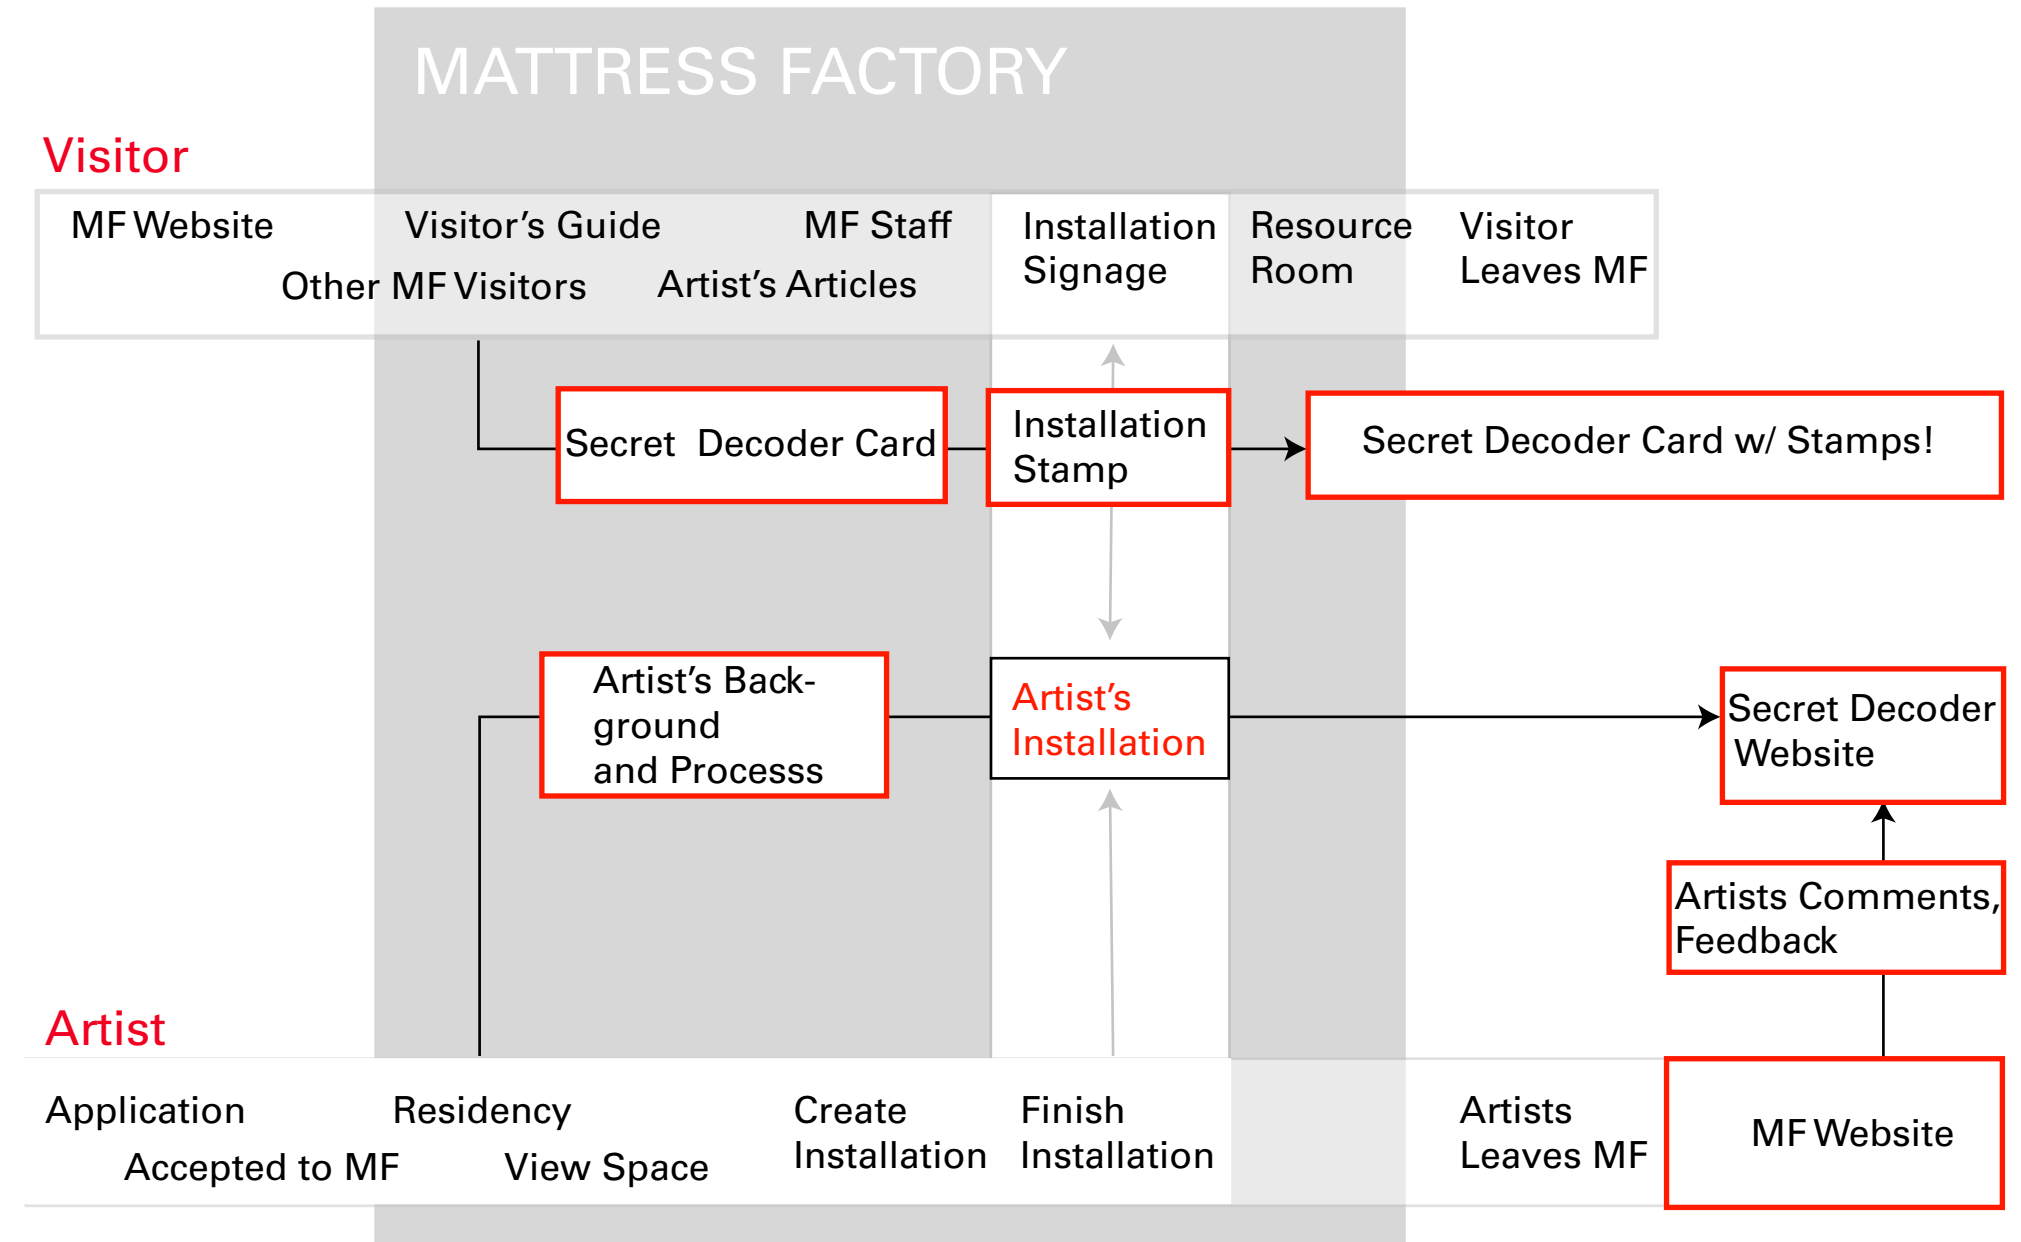 MATTRESS FACTORY
Visitor
MF Website
Visitor's Guide
MF Staff
Other MF Visitors
Artist's Articles
Installation
Signage
Resource
Room
Visitor
Leaves MF
Secret Decoder Card
Installation
Stamp
Secret Decoder Card w/ Stamps!
Artist's Back-
ground
and Processs
Artist's
Installation
Secret Decoder
Website
Artists Comments,
Feedback
Artist
Application
Accepted to MF
Residency
View Space
Create
Installation
Finish
Installation
Artists
Leaves MF
MF Website